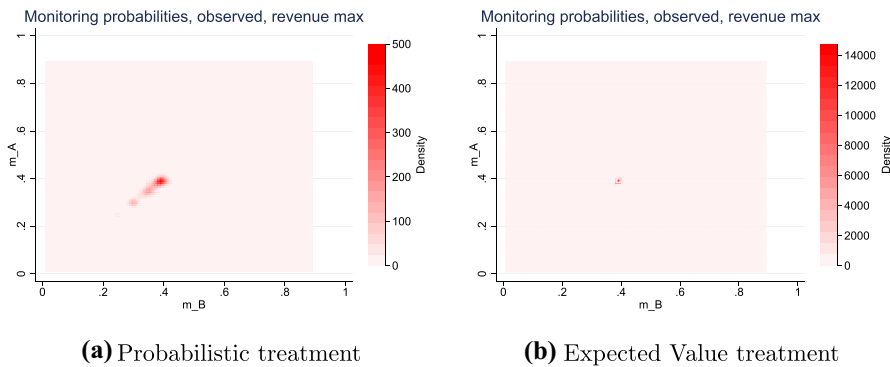 Monitoring probabilities, observed, revenue max
1
.8
.6
.4
.2
0
m_A
0 .2 .4 .6 .8 1
m_B
500
400
300
200
100
0
Density
(a) Probabilistic treatment
Monitoring probabilities, observed, revenue max
1
.8
.6
.4
.2
0
m_A
0 .2 .4 .6 .8 1
m_B
14000
12000
10000
8000
6000
4000
2000
0
Density
(b) Expected Value treatment